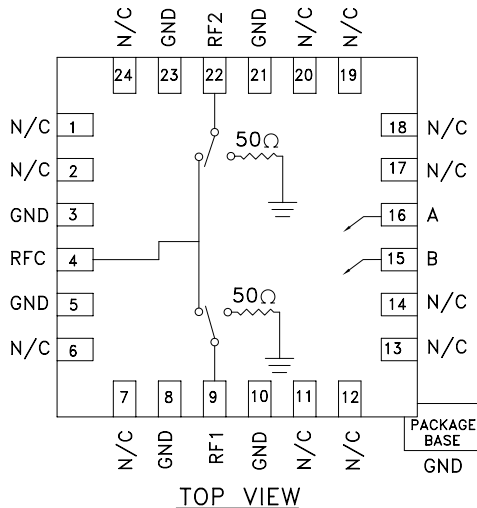 N/C GND RF2 GND N/C N/C
24 23 22 21 20 19
N/C 1
N/C 2
GND 3
RFC 4
GND 5
N/C 6
50Ω
50Ω
18 N/C
17 N/C
16 A
15 B
14 N/C
13 N/C
7 8 9 10 11 12
N/C GND RF1 GND N/C N/C
PACKAGE
BASE
GND
TOP VIEW